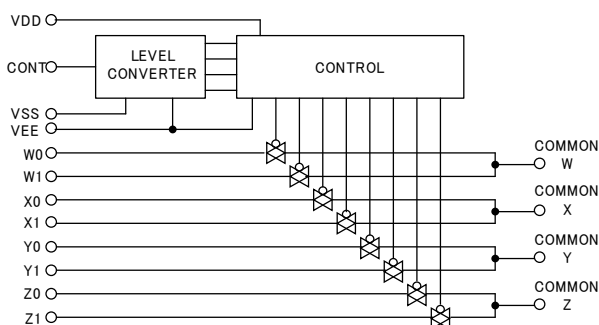 VDD
LEVEL
CONVERTER
CONTROL
CONT
VSS
VEE
W0
COMMON
W
W1
X0
COMMON
X
X1
Y0
COMMON
Y
Y1
Z0
COMMON
Z
Z1